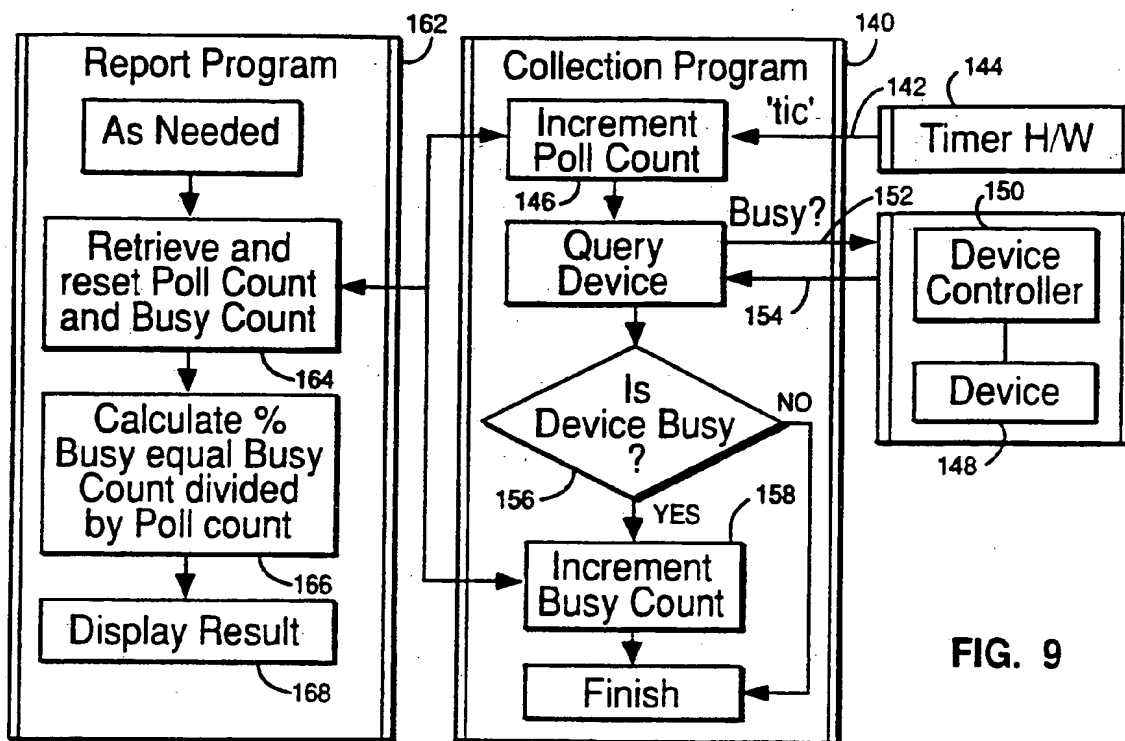 Report Program
162
As Needed
Retrieve and
reset Poll Count
and Busy Count
164
Calculate %
Busy equal Busy
Count divided
by Poll count
166
Display Result
168
Collection Program
140
Increment
Poll Count
146
'tic'
142
144
Timer H/W
Query
Device
Busy?
152
154
150
Device
Controller
Device
148
Is
Device Busy
?
NO
156
YES
158
Increment
Busy Count
Finish
FIG. 9